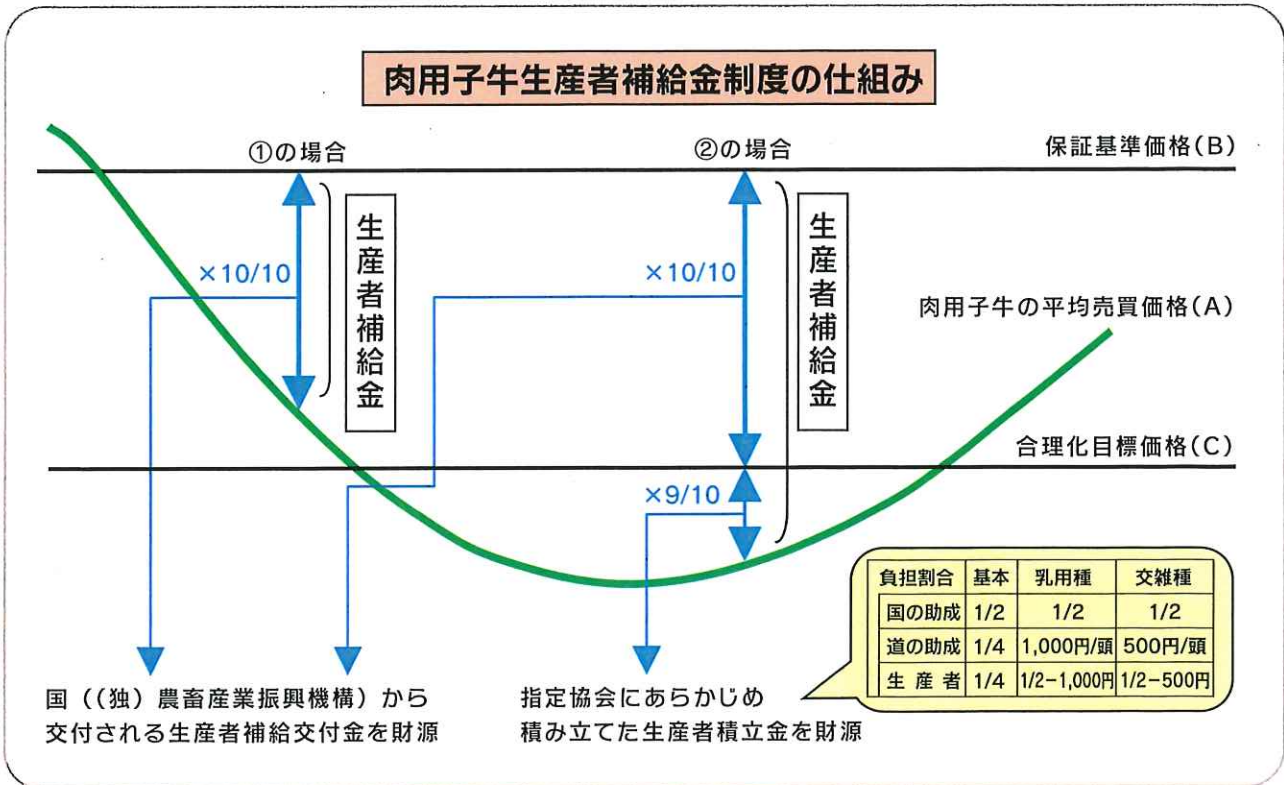 肉用子牛生産者補給金制度の仕組み
①の場合
②の場合
保証基準価格(B)
生産者補給金
生産者補給金
×10/10
×10/10
肉用子牛の平均売買価格(A)
合理化目標価格(C)
×9/10
負担割合 基本 乳用種 交雑種
国の助成 1/2 1/2 1/2
道の助成 1/4 1,000円/頭 500円/頭
生産者 1/4 1/2-1,000円 1/2-500円
国((独)農畜産業振興機構)から
交付される生産者補給交付金を財源
指定協会にあらかじめ
積み立てた生産者積立金を財源